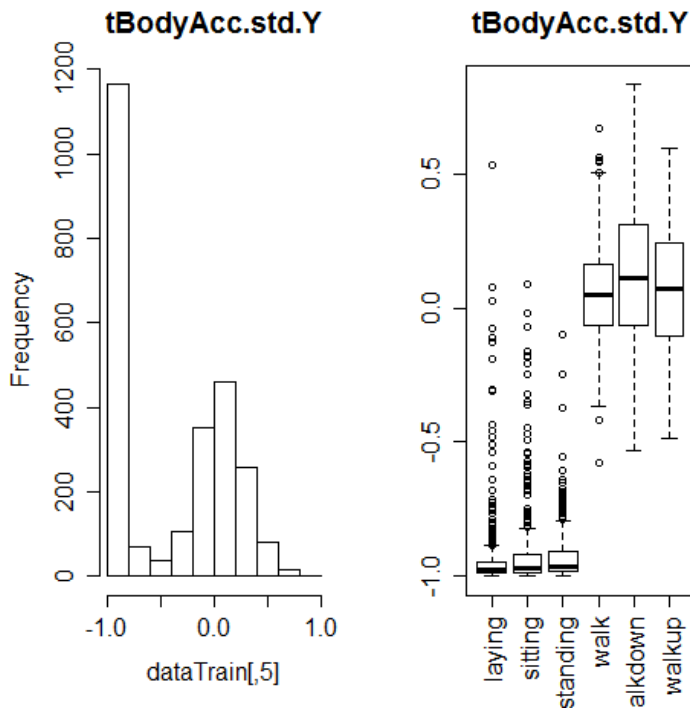 tBodyAcc.std.Y
1200
1000
800
600
400
200
0
Frequency
-1.0
0.0
1.0
dataTrain[,5]
tBodyAcc.std.Y
0.5
0.0
-0.5
-1.0
laying
sitting
standing
walk
alkdown
walkup